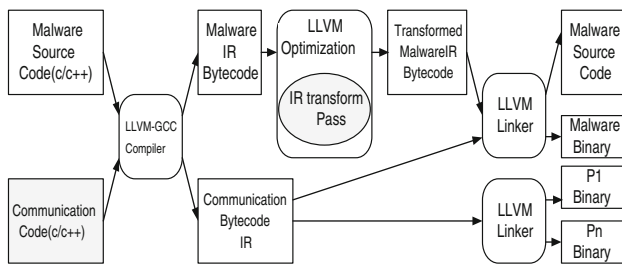 Malware
Source
Code(c/c++)
Malware
IR
Bytecode
LLVM
Optimization
IR transform
Pass
Transformed
MalwareIR
Bytecode
Malware
Source
Code
LLVM-GCC
Compiler
LLVM
Linker
Malware
Binary
Communication
Code(c/c++)
Communication
Bytecode
IR
LLVM
Linker
P1
Binary
Pn
Binary